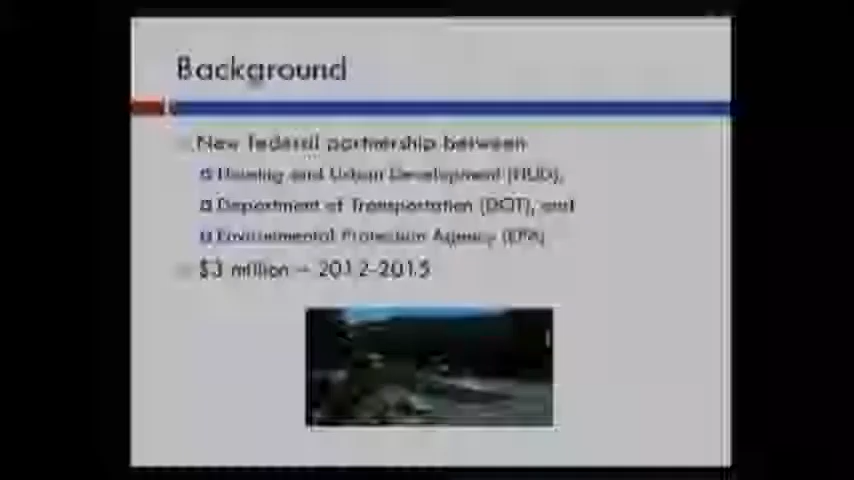 Background
New federal partnership between
Housing and Urban Development (HUD),
Department of Transportation (DOT), and
Environmental Protection Agency (EPA)
$3 million – 2012-2015